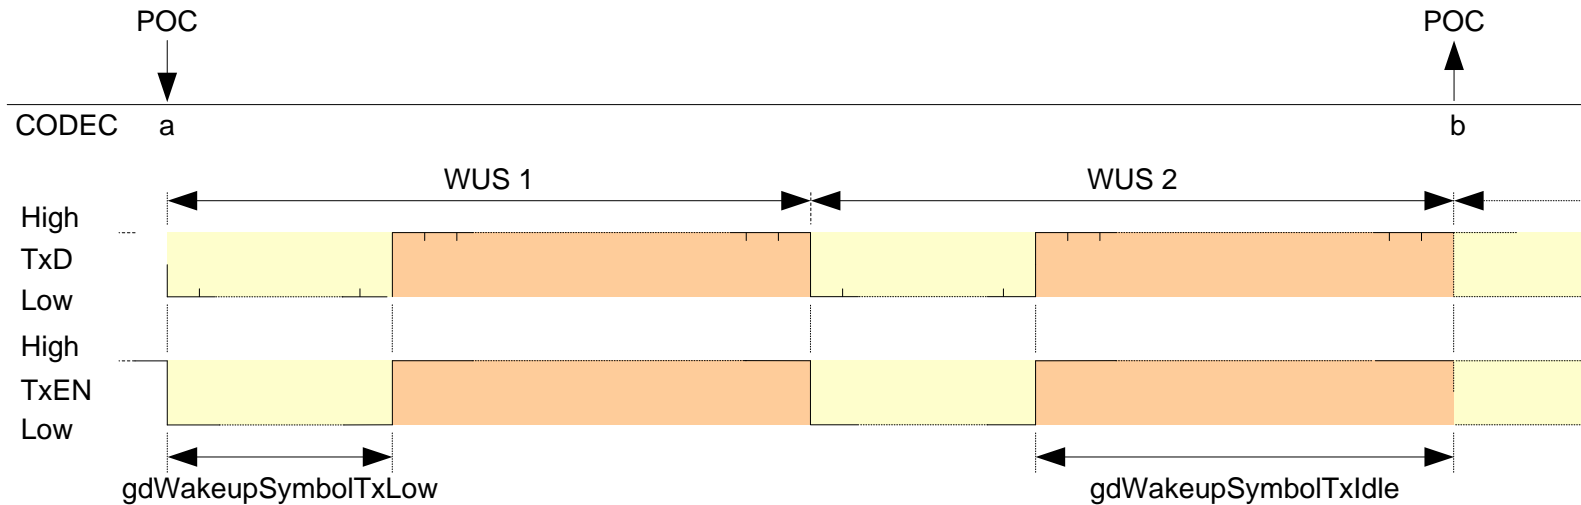 POC POC
CODEC a b
WUS 1 WUS 2
High
TxD
Low
High
TxEN
Low
gdWakeupSymbolTxLow gdWakeupSymbolTxIdle